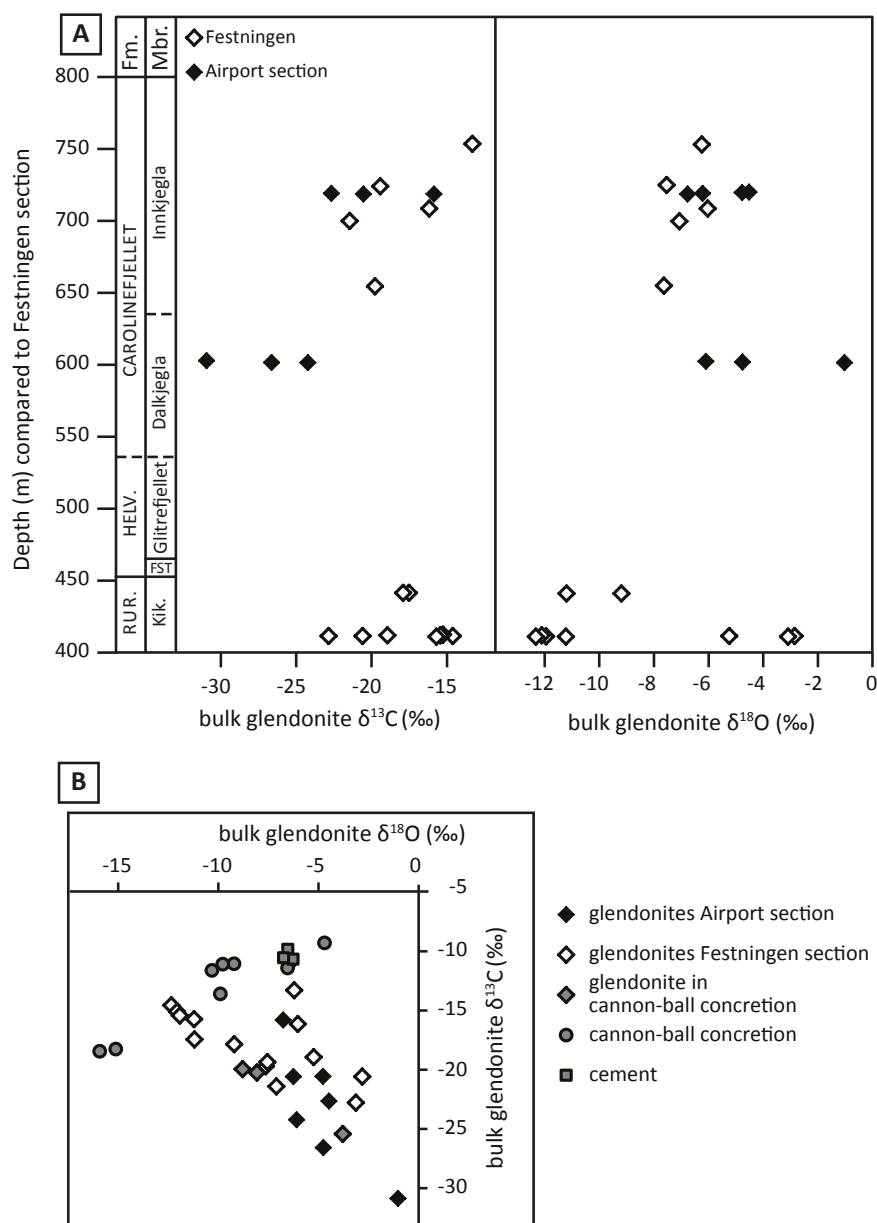 A
Fm.
Mbr.
Festningen
Airport section
Depth (m) compared to Festningen section
800
750
700
650
600
550
500
450
400
CAROLINEFJELLET
HELV.
RUR.
Innkjegla
Dalkjegla
Glitrefjellet
FST
Kik.
-30 -25 -20 -15
-12 -10 -8 -6 -4 -2 0
bulk glendonite δ¹³C (‰)
bulk glendonite δ¹⁸O (‰)
B
bulk glendonite δ¹⁸O (‰)
-15 -10 -5 0
-5
-10
-15
-20
-25
-30
bulk glendonite δ¹³C (‰)
glendonites Airport section
glendonites Festningen section
glendonite in
cannon-ball concretion
cannon-ball concretion
cement